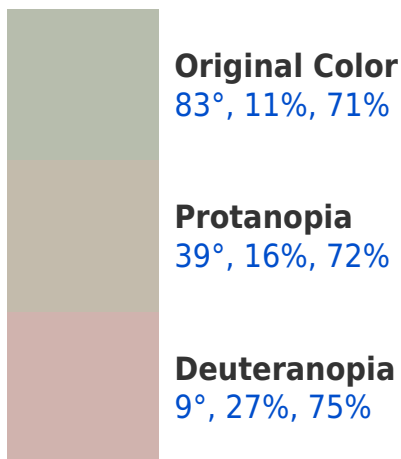 Original Color
83°, 11%, 71%
Protanopia
39°, 16%, 72%
Deuteranopia
9°, 27%, 75%